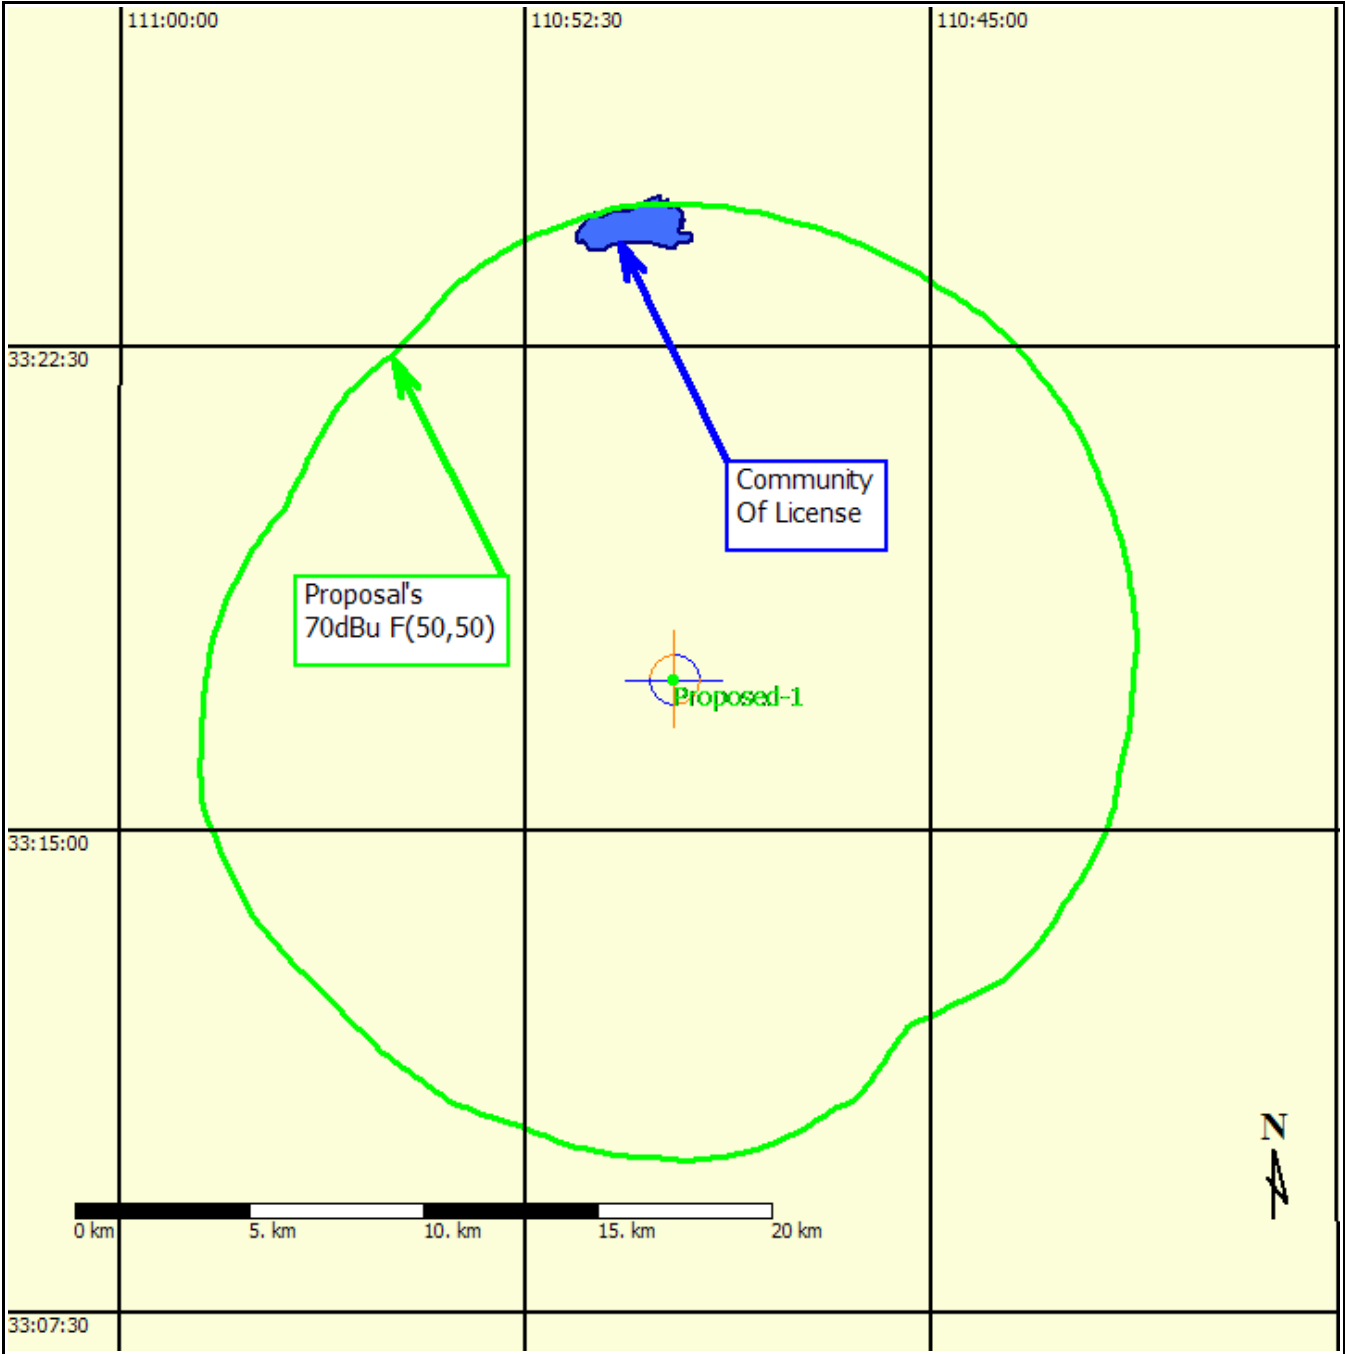 111:00:00
110:52:30
110:45:00
33:22:30
Community
Of License
Proposal's
70dBu F(50,50)
Proposed-1
33:15:00
N
0 km
5. km
10. km
15. km
20 km
33:07:30